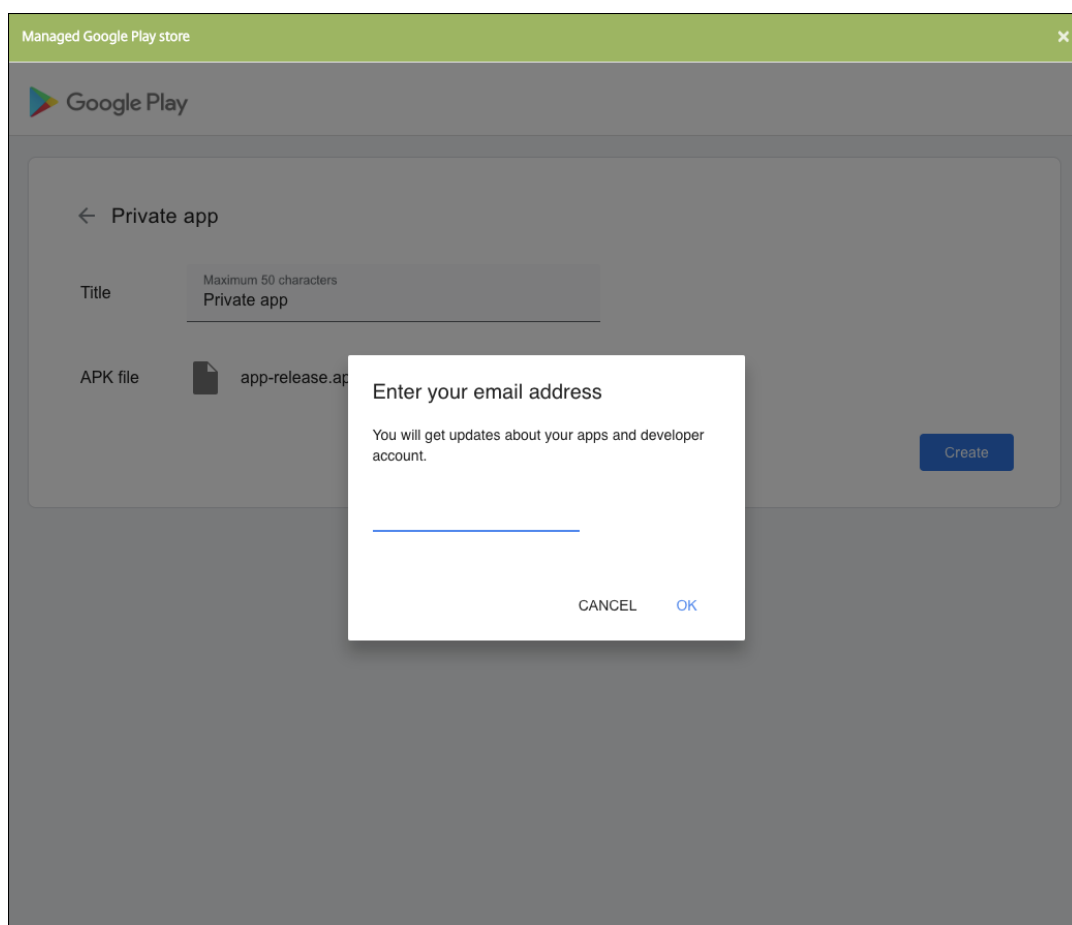 Managed Google Play store
Google Play
Private app
Title
Maximum 50 characters
Private app
APK file
app-release.ap
Enter your email address
You will get updates about your apps and developer
account.
Create
CANCEL OK